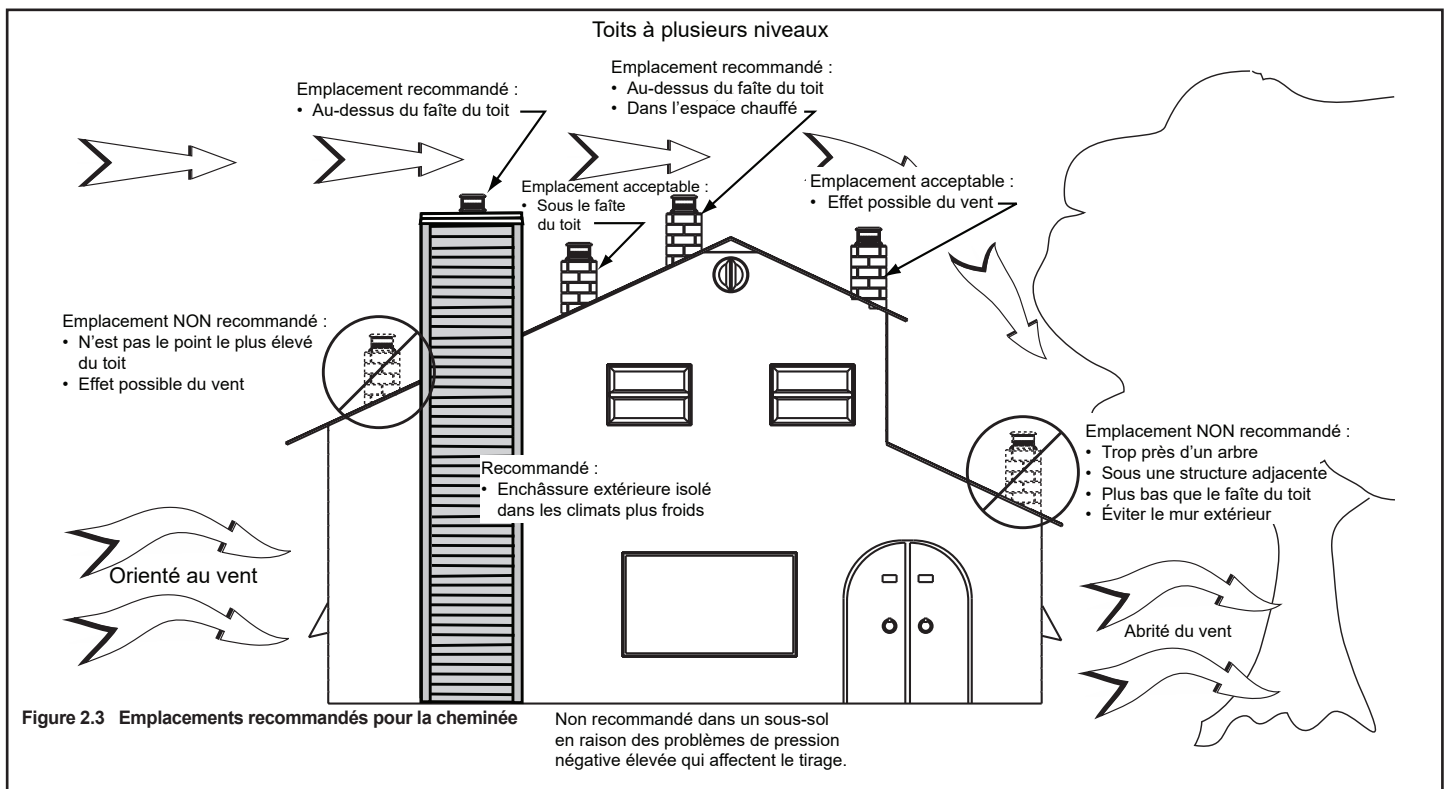 Toits à plusieurs niveaux
Emplacement recommandé :
• Au-dessus du faîte du toit
Emplacement recommandé :
• Au-dessus du faîte du toit
• Dans l'espace chauffé
Emplacement acceptable :
• Sous le faîte
du toit
Emplacement acceptable :
• Effet possible du vent
Emplacement NON recommandé :
• N'est pas le point le plus élevé
du toit
• Effet possible du vent
Recommandé :
• Enchâssure extérieure isolé
dans les climats plus froids
Emplacement NON recommandé :
• Trop près d'un arbre
• Sous une structure adjacente
• Plus bas que le faîte du toit
• Éviter le mur extérieur
Orienté au vent
Abrité du vent
Figure 2.3 Emplacements recommandés pour la cheminée
Non recommandé dans un sous-sol
en raison des problèmes de pression
négative élevée qui affectent le tirage.